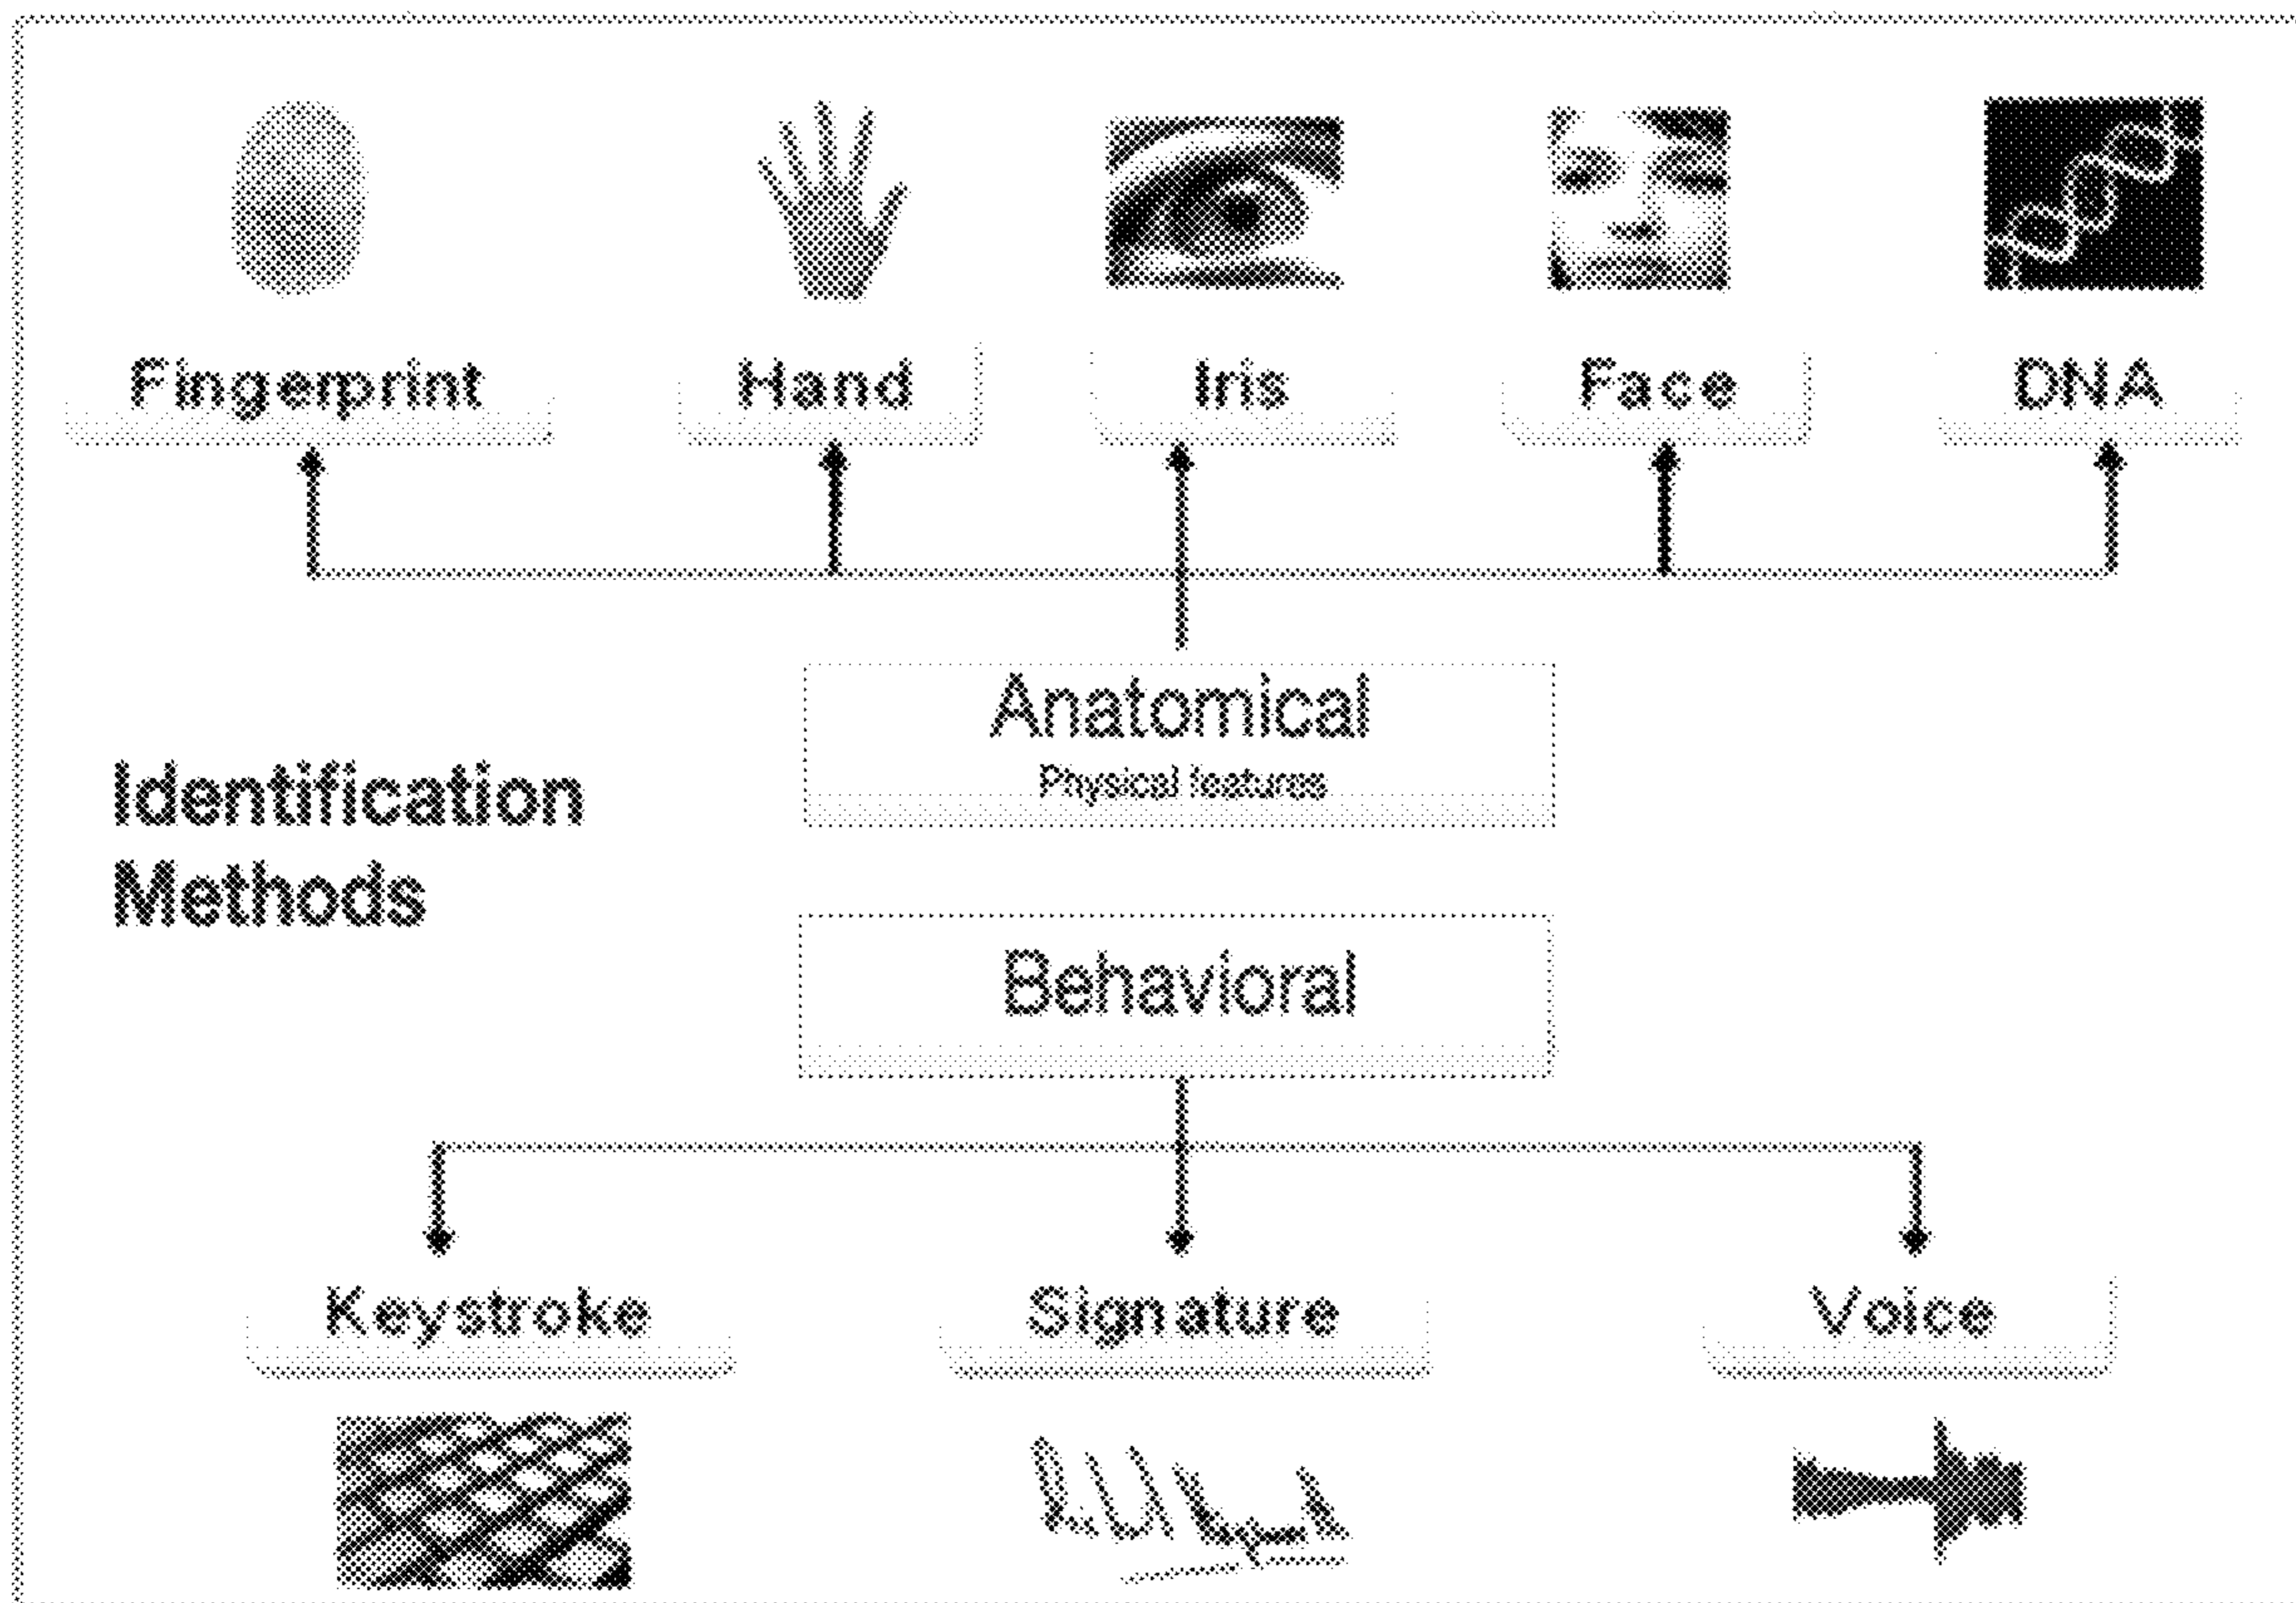 Fingerprint
Hand
Iris
Face
DNA
Anatomical
Physical features
Identification
Methods
Behavioral
Keystroke
Signature
Voice